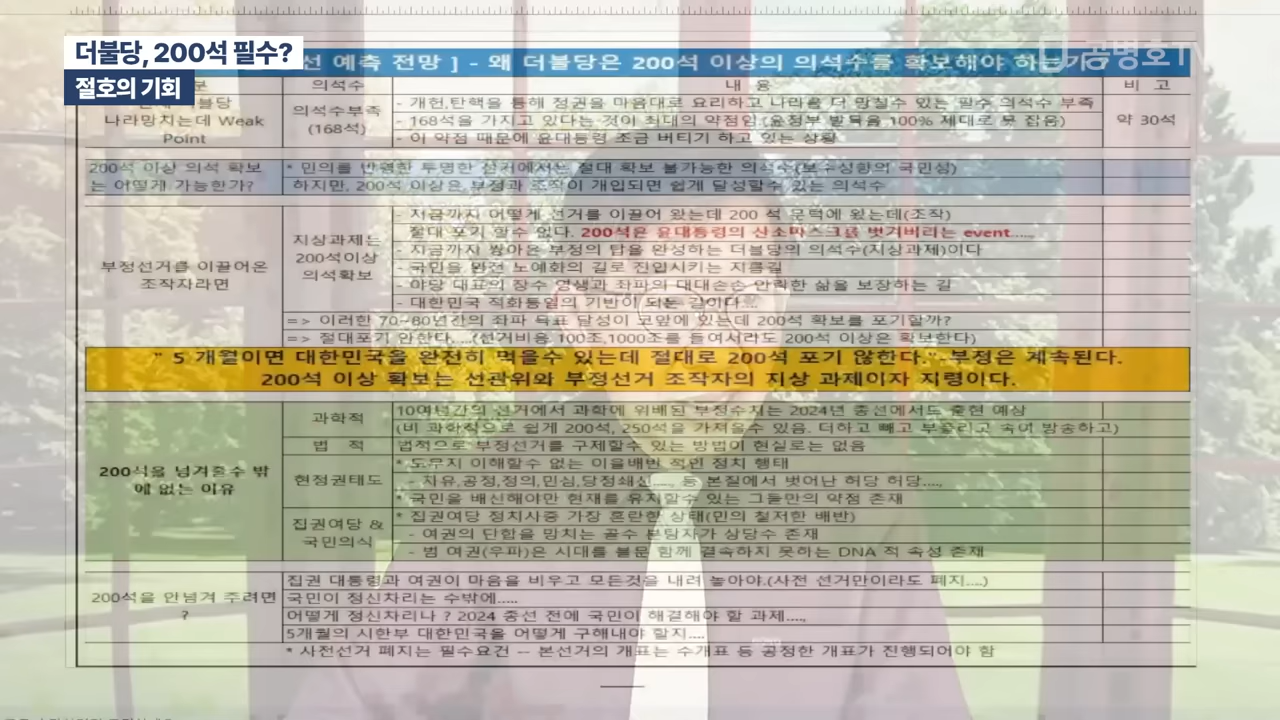 더불당, 200석 필수?
절호의 기회
공병호TV
선 예측 전망 ] - 왜 더불당은 200석 이상의 의석수를 확보해야 하는가
의석수 내 용 비 고
나라망치는데 Weak Point
의석수부족 (168석)
- 개헌,탄핵을 통해 정권을 마음대로 요리하고 나라를 더 망칠수 있는 필수 의석수 부족
- 168석을 가지고 있다는 것이 최대의 약점임 (윤정부 발목을 100% 제대로 못 잡음)
- 이 약점 때문에 윤대통령 조금 버티기 하고 있는 상황
약 30석
200석 이상 의석 확보
는 어떻게 가능한가?
* 민의를 반영한 투명한 선거에서는 절대 확보 불가능한 의석수(보수성향의 국민성)
하지만, 200석 이상은 부정과 조작이 개입되면 쉽게 달성할수 있는 의석수
부정선거를 이끌어온
조작자라면
지상과제는
200석이상
의석확보
- 지금까지 어떻게 선거를 이끌어 왔는데 200 석 문턱에 왔는데(조작)
절대 포기 할수 없다. 200석은 윤대통령의 산소마스크를 벗겨버리는 event....,
- 지금까지 쌓아온 부정의 탑을 완성하는 더불당의 의석수(지상과제)이다
- 국민을 완전 노예화의 길로 진입시키는 지름길
- 야당 대표의 장수 영생과 좌파의 대대손손 안락한 삶을 보장하는 길
- 대한민국 적화통일의 기반이 되는 길이다...
=> 이러한 70~80년간의 좌파 목표 달성이 코앞에 있는데 200석 확보를 포기할까?
=> 절대포기 안한다....(선거비용 100조,1000조를 들여서라도 200석 이상은 확보한다)
" 5 개월이면 대한민국을 완전히 먹을수 있는데 절대로 200석 포기 않한다." 부정은 계속된다.
200석 이상 확보는 선관위와 부정선거 조작자의 지상 과제이자 지령이다.
200석을 넘겨줄수 밖
에 없는 이유
과학적
10여년간의 선거에서 과학에 위배된 부정수치는 2024년 총선에서도 출현 예상
(비 과학적으로 쉽게 200석, 250석을 가져올수 있음. 더하고 빼고 부풀리고 속여 방송하고)
법 적
법적으로 부정선거를 구제할수 있는 방법이 현실로는 없음
현정권태도
* 도무지 이해할수 없는 이율배반 적인 정치 행태
- 자유,공정,정의,민심,당정쇄신...., 등 본질에서 벗어난 허당 허당....,
* 국민을 배신해야만 현재를 유지할수 있는 그들만의 약점 존재
집권여당 &
국민의식
* 집권여당 정치사중 가장 혼란한 상태(민의 철저한 배반)
- 여권의 단합을 망치는 골수 분탕자가 상당수 존재
- 범 여권(우파)은 시대를 불문 함께 결속하지 못하는 DNA 적 속성 존재
200석을 안넘겨 주려면
?
집권 대통령과 여권이 마음을 비우고 모든것을 내려 놓아야.(사전 선거만이라도 폐지....)
국민이 정신차리는 수밖에.....
어떻게 정신차리나 ? 2024 총선 전에 국민이 해결해야 할 과제....,
5개월의 시한부 대한민국을 어떻게 구해내야 할지....
* 사전선거 폐지는 필수요건 -- 본선거의 개표는 수개표 등 공정한 개표가 진행되어야 함